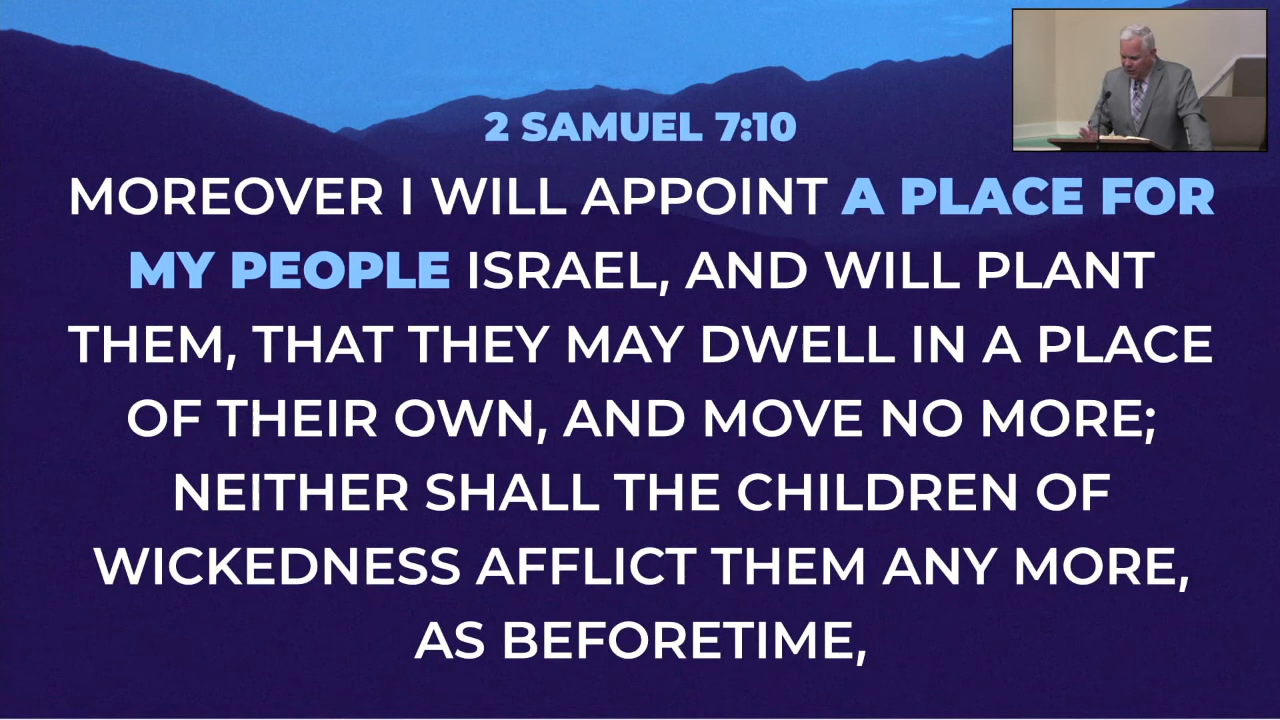 2 SAMUEL 7:10
MOREOVER I WILL APPOINT A PLACE FOR
MY PEOPLE ISRAEL, AND WILL PLANT
THEM, THAT THEY MAY DWELL IN A PLACE
OF THEIR OWN, AND MOVE NO MORE;
NEITHER SHALL THE CHILDREN OF
WICKEDNESS AFFLICT THEM ANY MORE,
AS BEFORETIME,